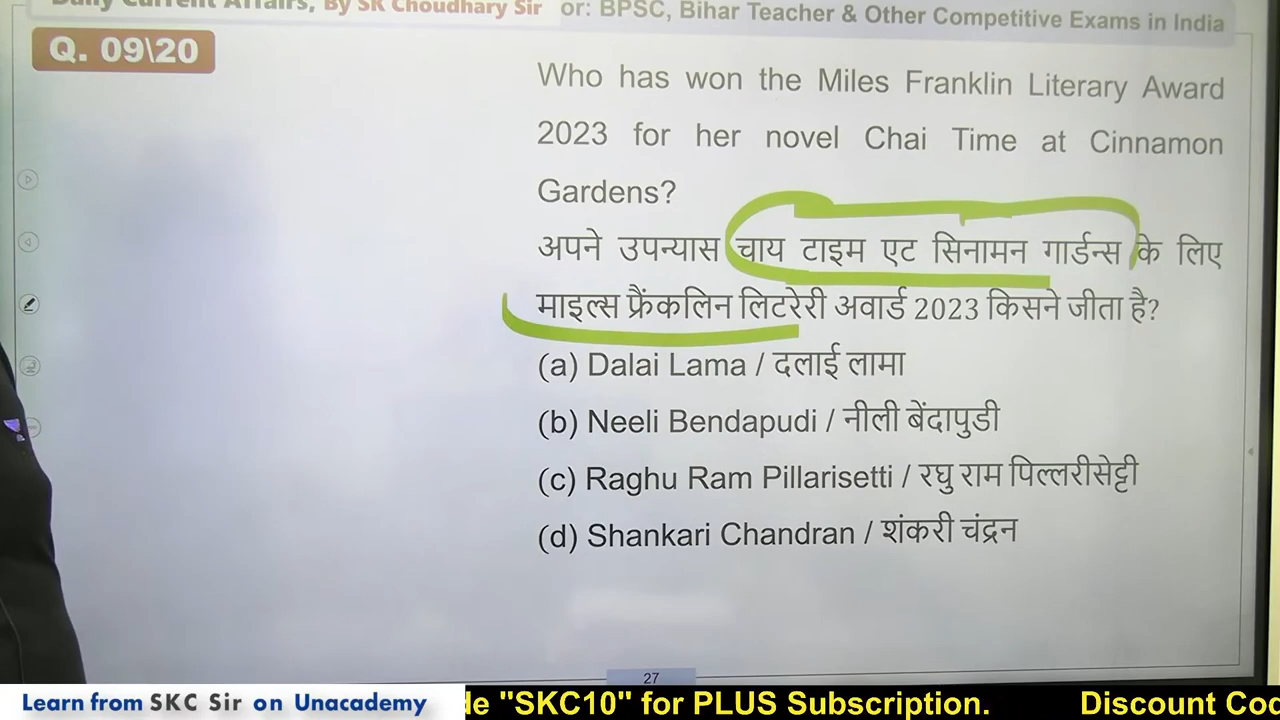 Daily Current Affairs, By SK Choudhary Sir or: BPSC, Bihar Teacher & Other Competitive Exams in India
Q. 09\20
Who has won the Miles Franklin Literary Award
2023 for her novel Chai Time at Cinnamon
Gardens?
अपने उपन्यास चाय टाइम एट सिनामन गार्डन्स के लिए
माइल्स फ्रैंकलिन लिटरेरी अवार्ड 2023 किसने जीता है?
(a) Dalai Lama / दलाई लामा
(b) Neeli Bendapudi / नीली बेंदापुडी
(c) Raghu Ram Pillarisetti / रघु राम पिल्लरीसेट्टी
(d) Shankari Chandran / शंकरी चंद्रन
27
Learn from SKC Sir on Unacademy de "SKC10" for PLUS Subscription. Discount Cod